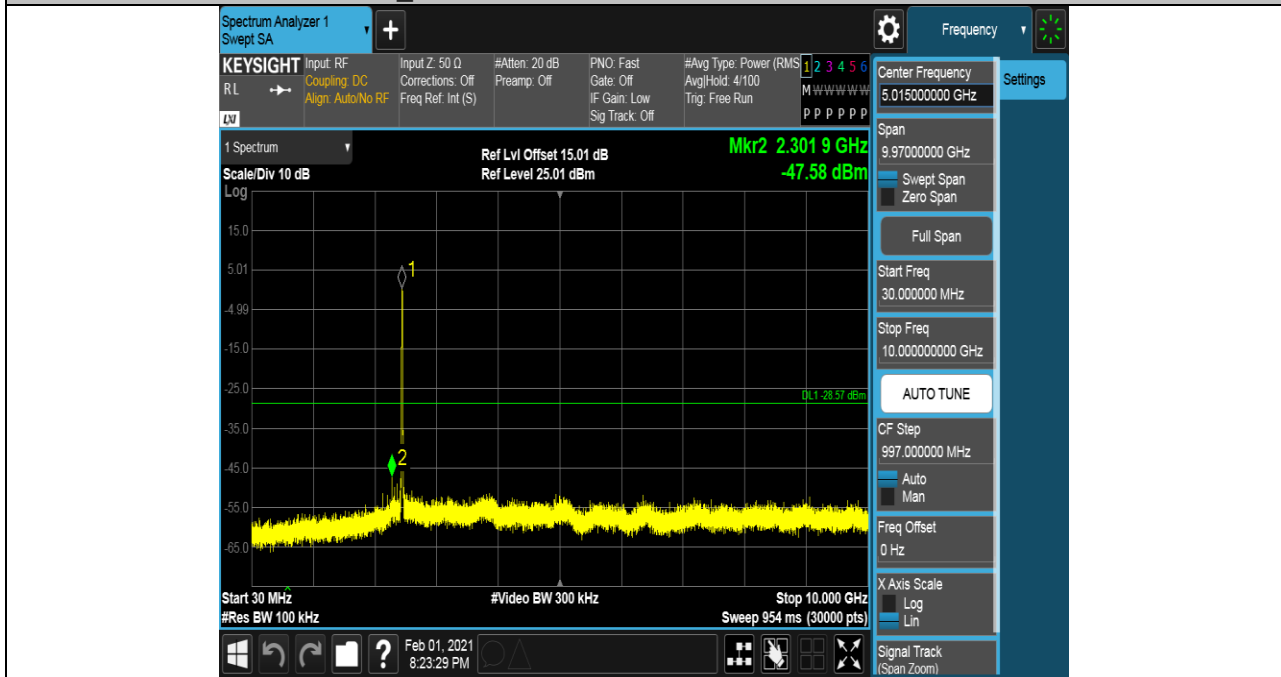 Spectrum Analyzer 1
Swept SA
+
Frequency
KEYSIGHT
RL
LXI
Input: RF
Coupling: DC
Align: Auto/No RF
Input Z: 50 Ω
Corrections: Off
Freq Ref: Int (S)
#Atten: 20 dB
Preamp: Off
PNO: Fast
Gate: Off
IF Gain: Low
Sig Track: Off
#Avg Type: Power (RMS
Avg|Hold: 4/100
Trig: Free Run
1 2 3 4 5 6
M W W W W W
P P P P P P
1 Spectrum
Scale/Div 10 dB
Ref Lvl Offset 15.01 dB
Ref Level 25.01 dBm
Mkr2 2.301 9 GHz
-47.58 dBm
Log
15.0
5.01
-4.99
-15.0
-25.0
-35.0
-45.0
-55.0
-65.0
1
2
DL1 -28.57 dBm
Start 30 MHz
#Res BW 100 kHz
#Video BW 300 kHz
Stop 10.000 GHz
Sweep 954 ms (30000 pts)
?
Feb 01, 2021
8:23:29 PM
Center Frequency
5.015000000 GHz
Span
9.97000000 GHz
Swept Span
Zero Span
Full Span
Start Freq
30.000000 MHz
Stop Freq
10.000000000 GHz
AUTO TUNE
CF Step
997.000000 MHz
Auto
Man
Freq Offset
0 Hz
X Axis Scale
Log
Lin
Signal Track
(Span Zoom)
Settings